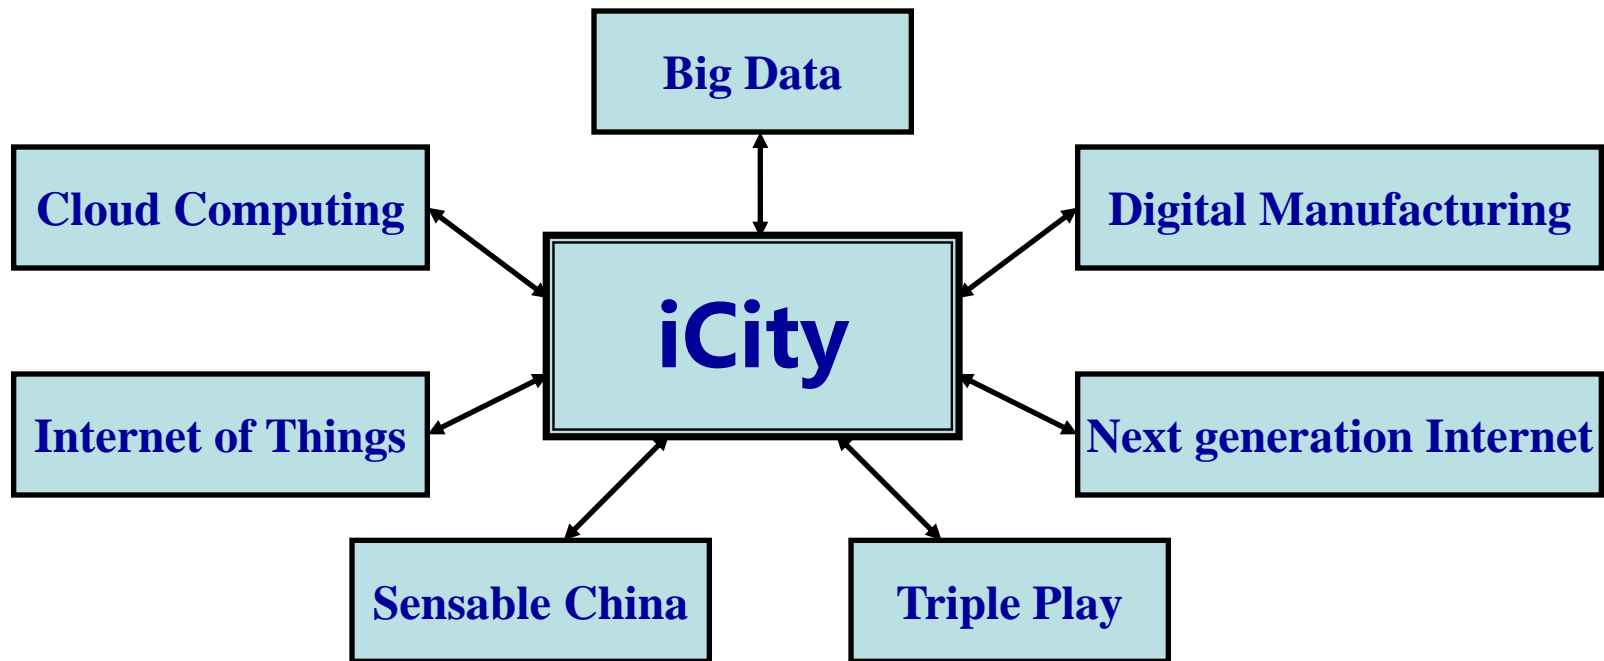 Big Data
Cloud Computing
Digital Manufacturing
iCity
Internet of Things
Next generation Internet
Sensable China
Triple Play